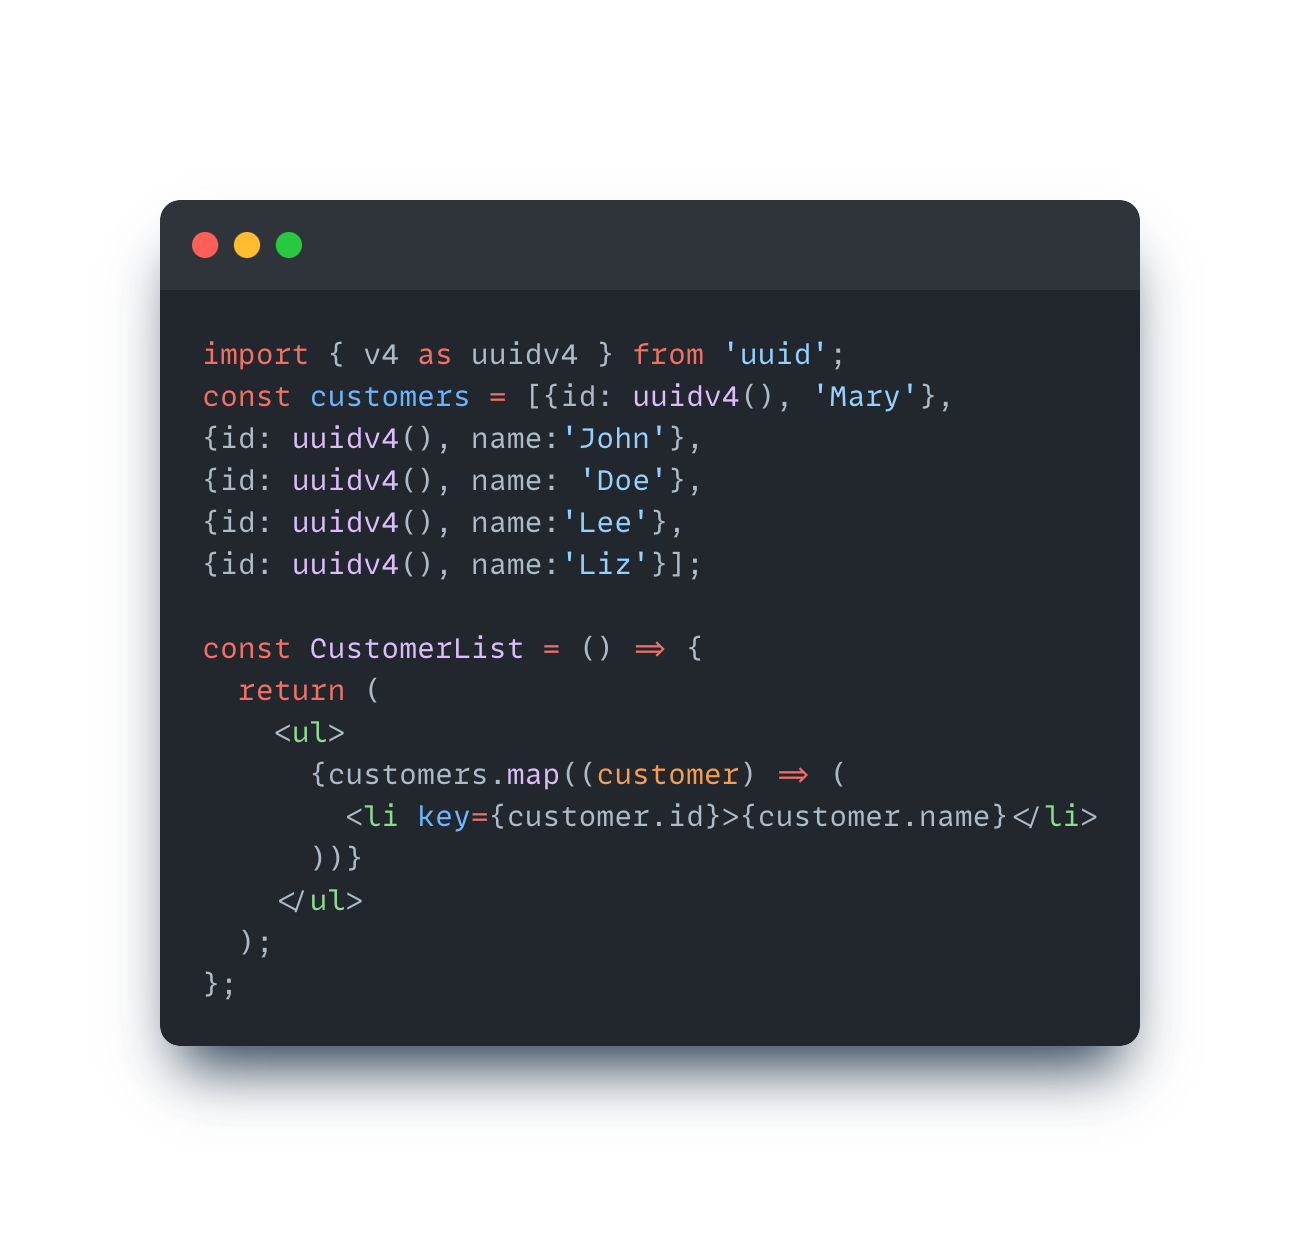 import { v4 as uuidv4 } from 'uuid';
const customers = [{id: uuidv4(), 'Mary'},
{id: uuidv4(), name:'John'},
{id: uuidv4(), name: 'Doe'},
{id: uuidv4(), name:'Lee'},
{id: uuidv4(), name:'Liz'}];

const CustomerList = () => {
  return (
    <ul>
      {customers.map((customer) => (
        <li key={customer.id}>{customer.name}</li>
      ))}
    </ul>
  );
};